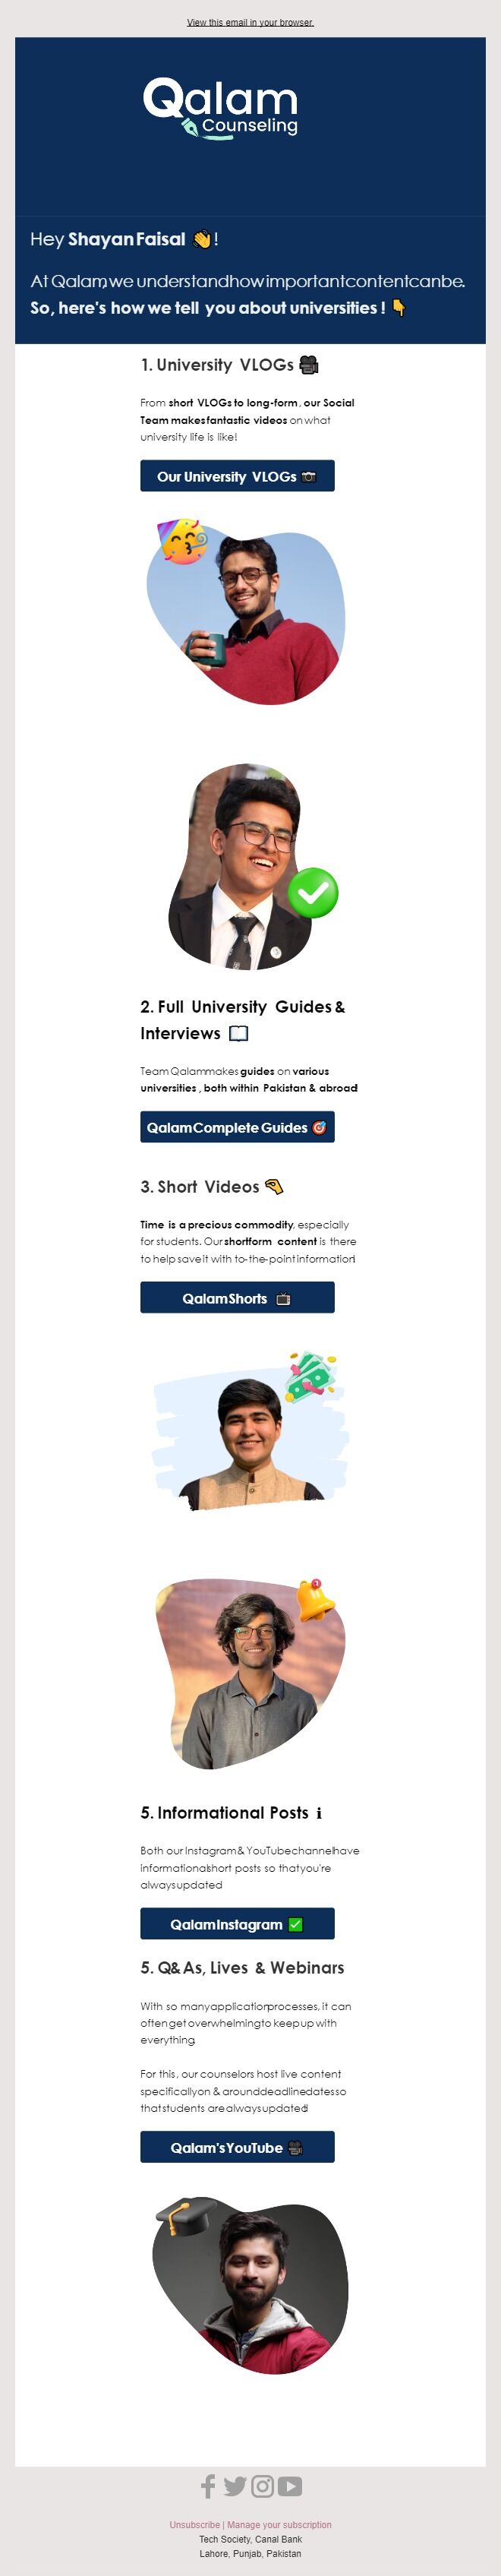 View this email in your browser.
Qalam
Counseling
Hey Shayan Faisal 👋!
At Qalam, we understand how important content can be.
So, here's how we tell you about universities! 👇
1. University VLOGs 🎥
From short VLOGs to long-form, our Social
Team makes fantastic videos on what
university life is like!
Our University VLOGs 📷
2. Full University Guides &
Interviews 📖
Team Qalam makes guides on various
universities, both within Pakistan & abroad!
Qalam Complete Guides 🎯
3. Short Videos 🤏
Time is a precious commodity, especially
for students. Our shortform content is there
to help save it with to-the-point information!
Qalam Shorts 📺
1
5. Informational Posts ℹ
Both our Instagram & YouTube channel have
informational short posts so that you're
always updated
Qalam Instagram ✅
5. Q&As, Lives & Webinars
With so many application processes, it can
often get overwhelming to keep up with
everything.
For this, our counselors host live content
specifically on & around deadline dates so
that students are always updated!
Qalam's YouTube 🎥
Unsubscribe | Manage your subscription
Tech Society, Canal Bank
Lahore, Punjab, Pakistan